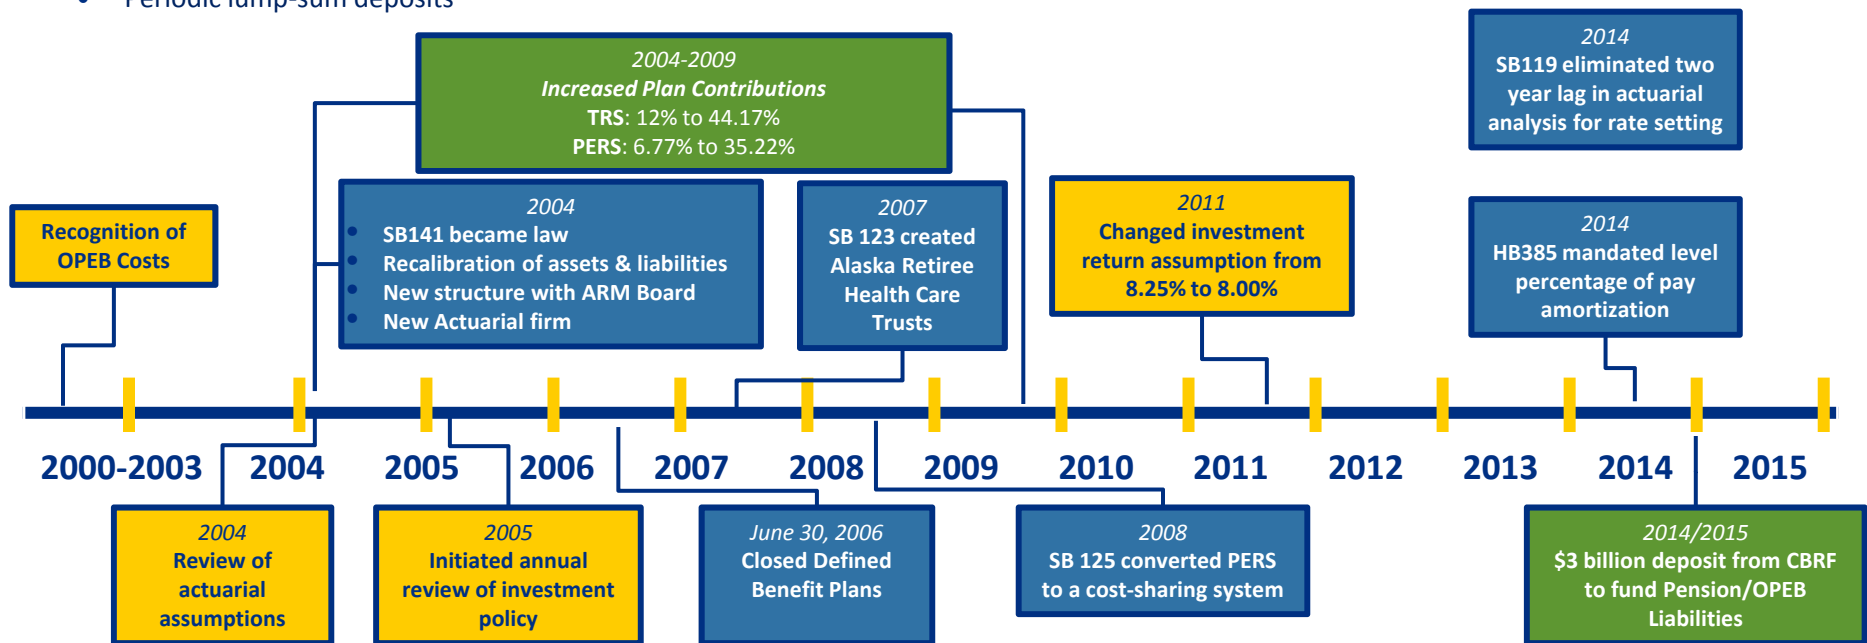 • Periodic lump-sum deposits
2004-2009
Increased Plan Contributions
TRS: 12% to 44.17%
PERS: 6.77% to 35.22%
2014
SB119 eliminated two
year lag in actuarial
analysis for rate setting
Recognition of
OPEB Costs
2004
• SB141 became law
• Recalibration of assets & liabilities
• New structure with ARM Board
• New Actuarial firm
2007
SB 123 created
Alaska Retiree
Health Care
Trusts
2011
Changed investment
return assumption from
8.25% to 8.00%
2014
HB385 mandated level
percentage of pay
amortization
2000-2003 2004 2005 2006 2007 2008 2009 2010 2011 2012 2013 2014 2015
2004
Review of
actuarial
assumptions
2005
Initiated annual
review of investment
policy
June 30, 2006
Closed Defined
Benefit Plans
2008
SB 125 converted PERS
to a cost-sharing system
2014/2015
$3 billion deposit from CBRF
to fund Pension/OPEB
Liabilities